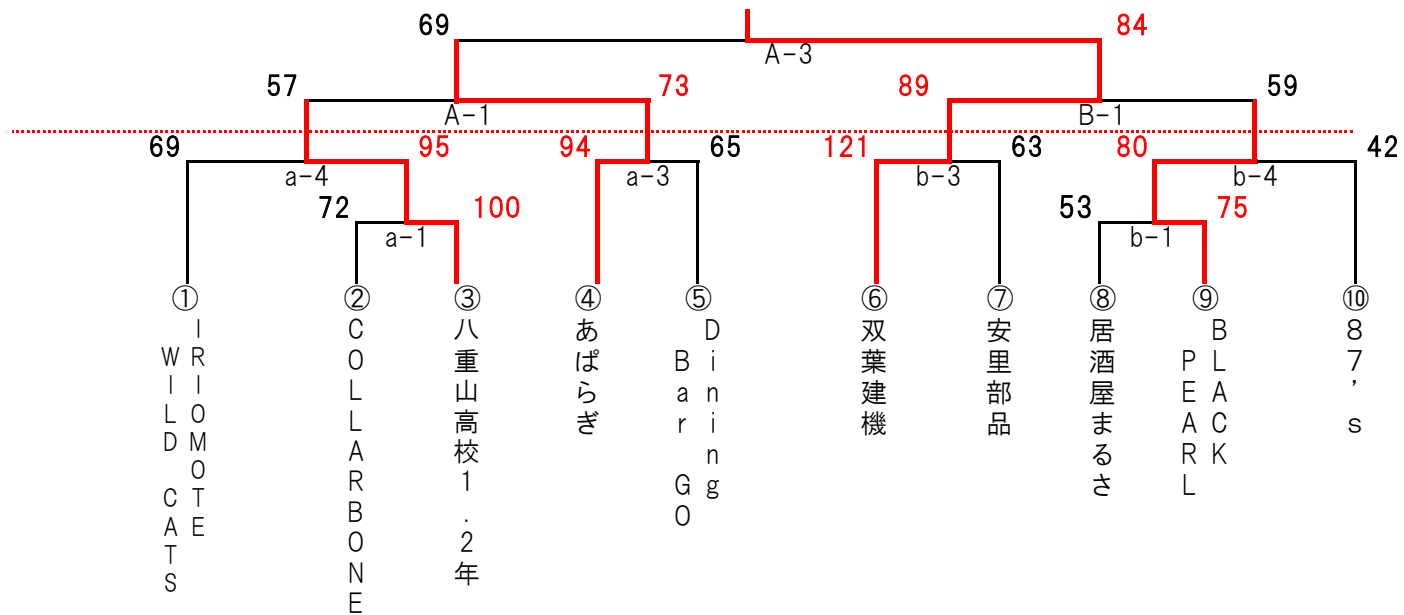 69
84
A-3
57
73
89
59
A-1
B-1
69
95
94
65
121
63
80
42
a-4
a-3
b-3
b-4
72
100
53
75
a-1
b-1
①
IRIOMOTE
WILD CATS
②
COLLARBONE
③
八重山高校1.2年
④
あぱらぎ
⑤
Dining
Bar GO
⑥
双葉建機
⑦
安里部品
⑧
居酒屋まるさ
⑨
BLACK
PEARL
⑩
87's